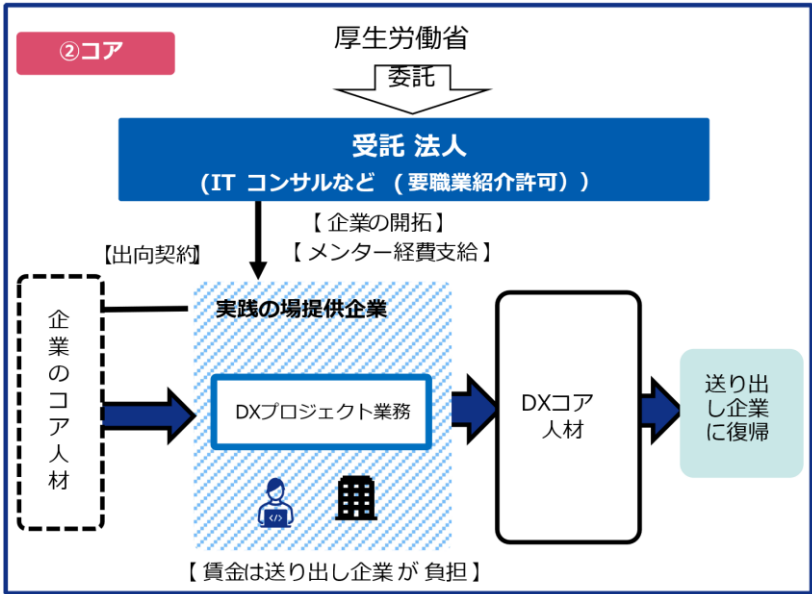 ②コア
厚生労働省
委託
受託 法人
(IT コンサルなど (要職業紹介許可))
【 企業の開拓】
【 メンター経費支給 】
【出向契約】
企業のコア人材
実践の場提供企業
DXプロジェクト業務
</>
DXコア
人材
送り出
し企業
に復帰
【 賃金は送り出し企業 が 負担 】